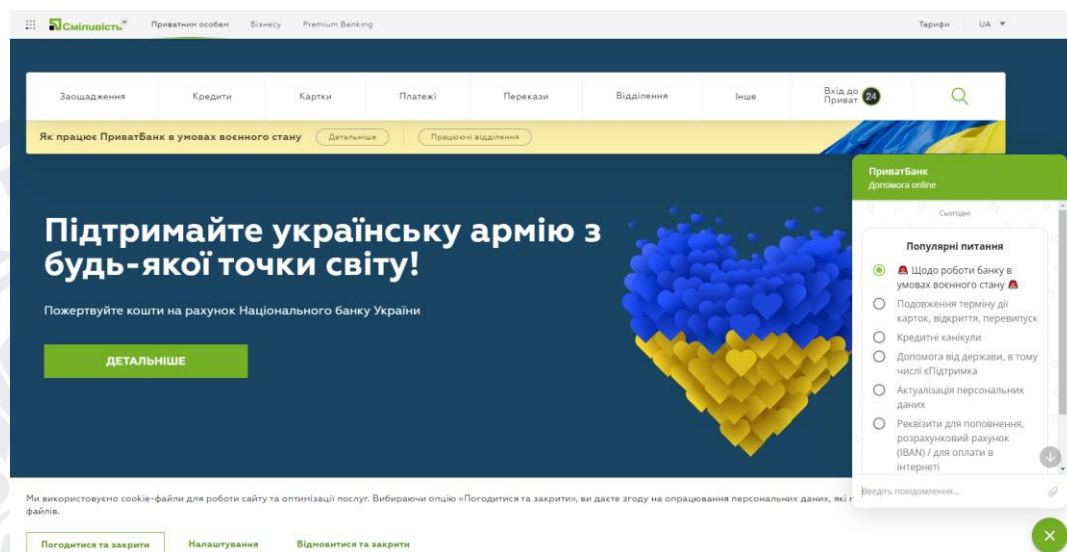 Сміливість
Приватним особам Бізнесу Premium Banking
Тарифи UA
Заощадження Кредити Картки Платежі Перекази Відділення Інше Вхід до
Приват 24
Як працює ПриватБанк в умовах воєнного стану Детальніше Працюючі відділення
Підтримайте українську армію з
будь-якої точки світу!
Пожертвуйте кошти на рахунок Національного банку України
ДЕТАЛЬНІШЕ
ПриватБанк
Допомога online
Сьогодні
Популярні питання
🚨 Щодо роботи банку в
умовах воєнного стану 🚨
Подовження терміну дії
карток, відкриття, перевипуск
Кредитні канікули
Допомога від держави, в тому
числі єПідтримка
Актуалізація персональних
даних
Реквізити для поповнення,
розрахунковий рахунок
(IBAN) / для оплати в
інтернеті
Введіть повідомлення...
Ми використовуємо cookie-файли для роботи сайту та оптимізації послуг. Вибираючи опцію «Погодитися та закрити», ви даєте згоду на опрацювання персональних даних, які
файлів.
Погодитися та закрити Налаштування Відмовитися та закрити